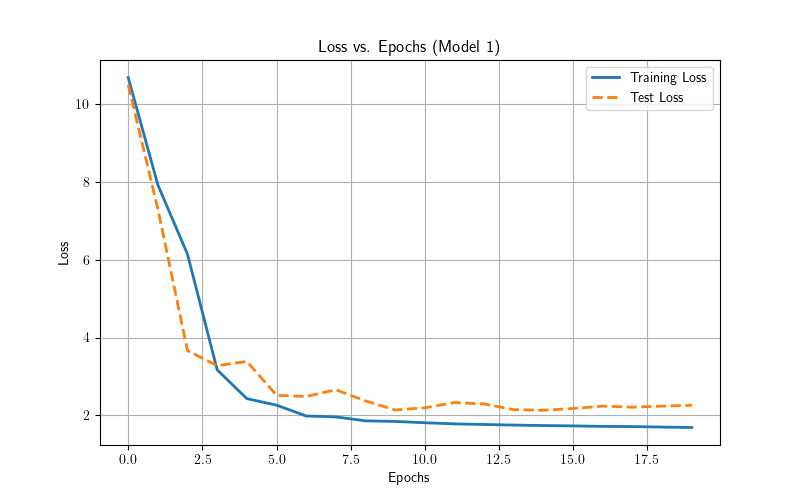 Loss vs. Epochs (Model 1)
Training Loss
Test Loss
10
8
6
4
2
Loss
0.0 2.5 5.0 7.5 10.0 12.5 15.0 17.5
Epochs